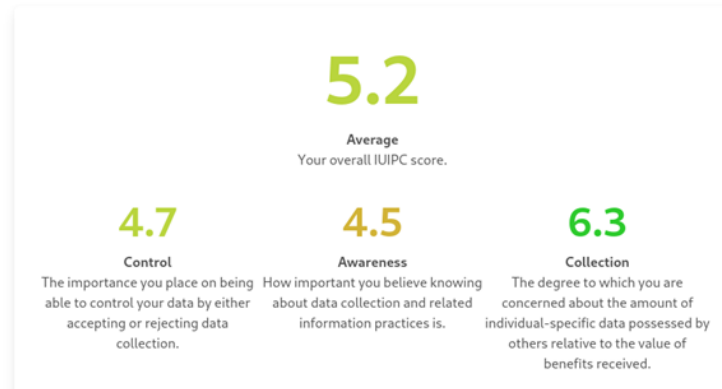 5.2
Average
Your overall IUIPC score.
4.7
Control
The importance you place on being
able to control your data by either
accepting or rejecting data
collection.
4.5
Awareness
How important you believe knowing
about data collection and related
information practices is.
6.3
Collection
The degree to which you are
concerned about the amount of
individual-specific data possessed by
others relative to the value of
benefits received.